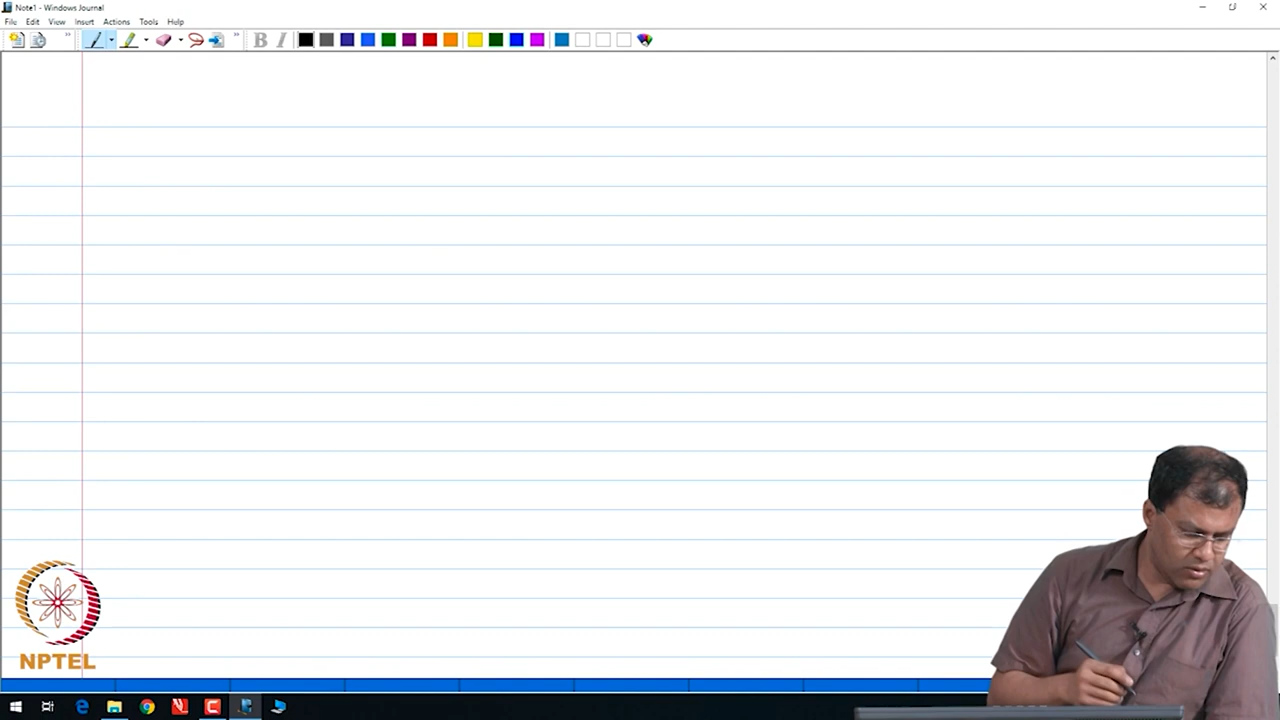 Note1 - Windows Journal
File Edit View Insert Actions Tools Help
B I
NPTEL